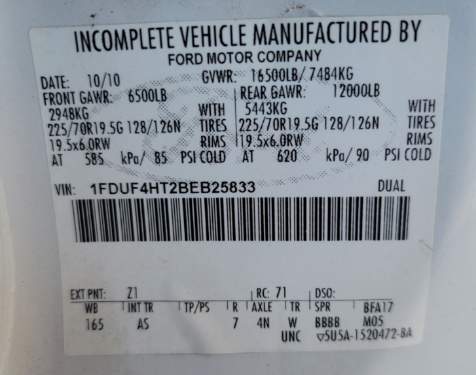 INCOMPLETE VEHICLE MANUFACTURED BY
FORD MOTOR COMPANY
DATE: 10/10 GVWR: 16500LB/ 7484KG
FRONT GAWR: 6500LB REAR GAWR: 12000LB
2948KG WITH 5443KG WITH
225/70R19.5G 128/126N TIRES 225/70R19.5G 128/126N TIRES
19.5x6.0RW RIMS 19.5x6.0RW RIMS
AT 585 kPa/ 85 PSI COLD AT 620 kPa/ 90 PSI COLD
VIN: 1FDUF4HT2BEB25833 DUAL
EXT PNT: Z1 RC: 71 DSO:
WB INT TR TP/PS R AXLE TR SPR BFA17
165 AS 7 4N W BBBB M05
UNC ▽5U5A-1520472-BA